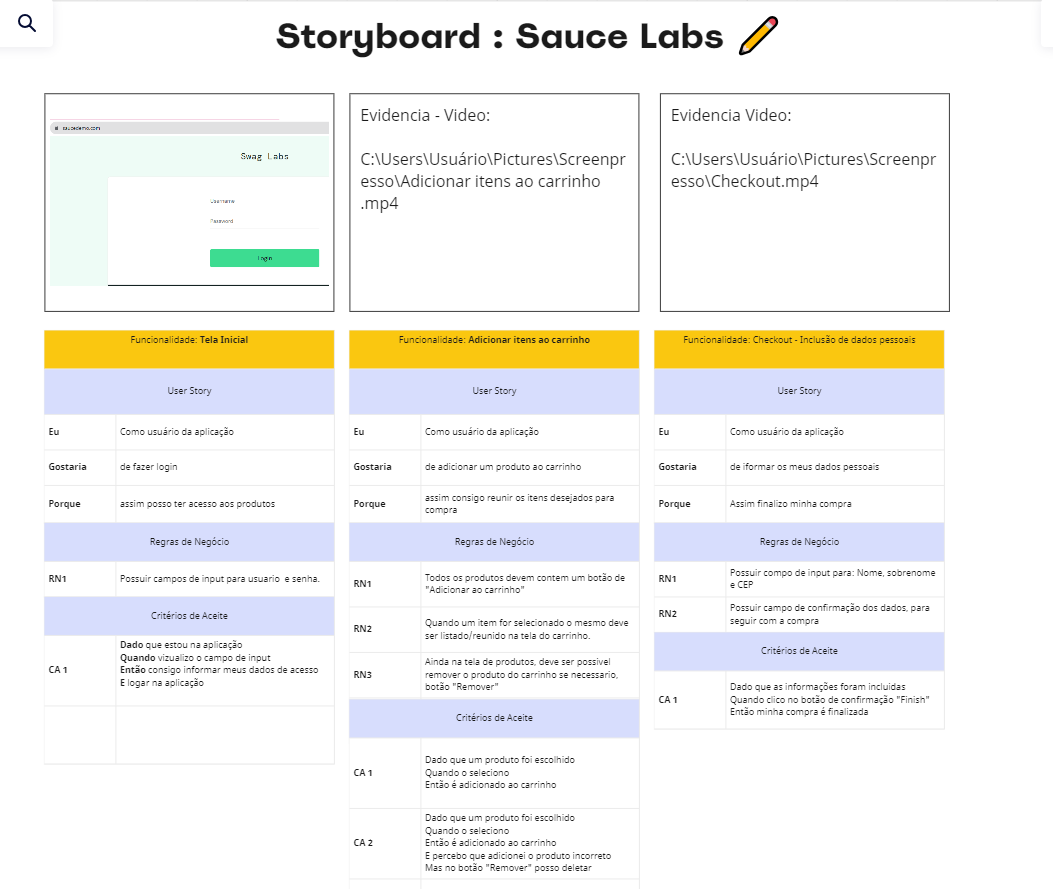 Storyboard : Sauce Labs
saucedemo.com
Swag Labs
Username
Password
Login
Evidencia - Video:
C:\Users\Usuário\Pictures\Screenpr
esso\Adicionar itens ao carrinho
.mp4
Evidencia Video:
C:\Users\Usuário\Pictures\Screenpr
esso\Checkout.mp4
Funcionalidade: Tela Inicial
User Story
Eu
Como usuário da aplicação
Gostaria
de fazer login
Porque
assim posso ter acesso aos produtos
Regras de Negócio
RN1
Possuir campos de input para usuario e senha.
Critérios de Aceite
CA 1
Dado que estou na aplicação
Quando vizualizo o campo de input
Então consigo informar meus dados de acesso
E logar na aplicação
Funcionalidade: Adicionar itens ao carrinho
User Story
Eu
Como usuário da aplicação
Gostaria
de adicionar um produto ao carrinho
Porque
assim consigo reunir os itens desejados para
compra
Regras de Negócio
RN1
Todos os produtos devem contem um botão de
"Adicionar ao carrinho"
RN2
Quando um item for selecionado o mesmo deve
ser listado/reunido na tela do carrinho.
RN3
Ainda na tela de produtos, deve ser possivel
remover o produto do carrinho se necessario,
botão "Remover"
Critérios de Aceite
CA 1
Dado que um produto foi escolhido
Quando o seleciono
Então é adicionado ao carrinho
CA 2
Dado que um produto foi escolhido
Quando o seleciono
Então é adicionado ao carrinho
E percebo que adicionei o produto incorreto
Mas no botão "Remover" posso deletar
Funcionalidade: Checkout - Inclusão de dados pessoais
User Story
Eu
Como usuário da aplicação
Gostaria
de iformar os meus dados pessoais
Porque
Assim finalizo minha compra
Regras de Negócio
RN1
Possuir compo de input para: Nome, sobrenome
e CEP
RN2
Possuir campo de confirmação dos dados, para
seguir com a compra
Critérios de Aceite
CA 1
Dado que as informações foram incluidas
Quando clico no botão de confirmação "Finish"
Então minha compra é finalizada